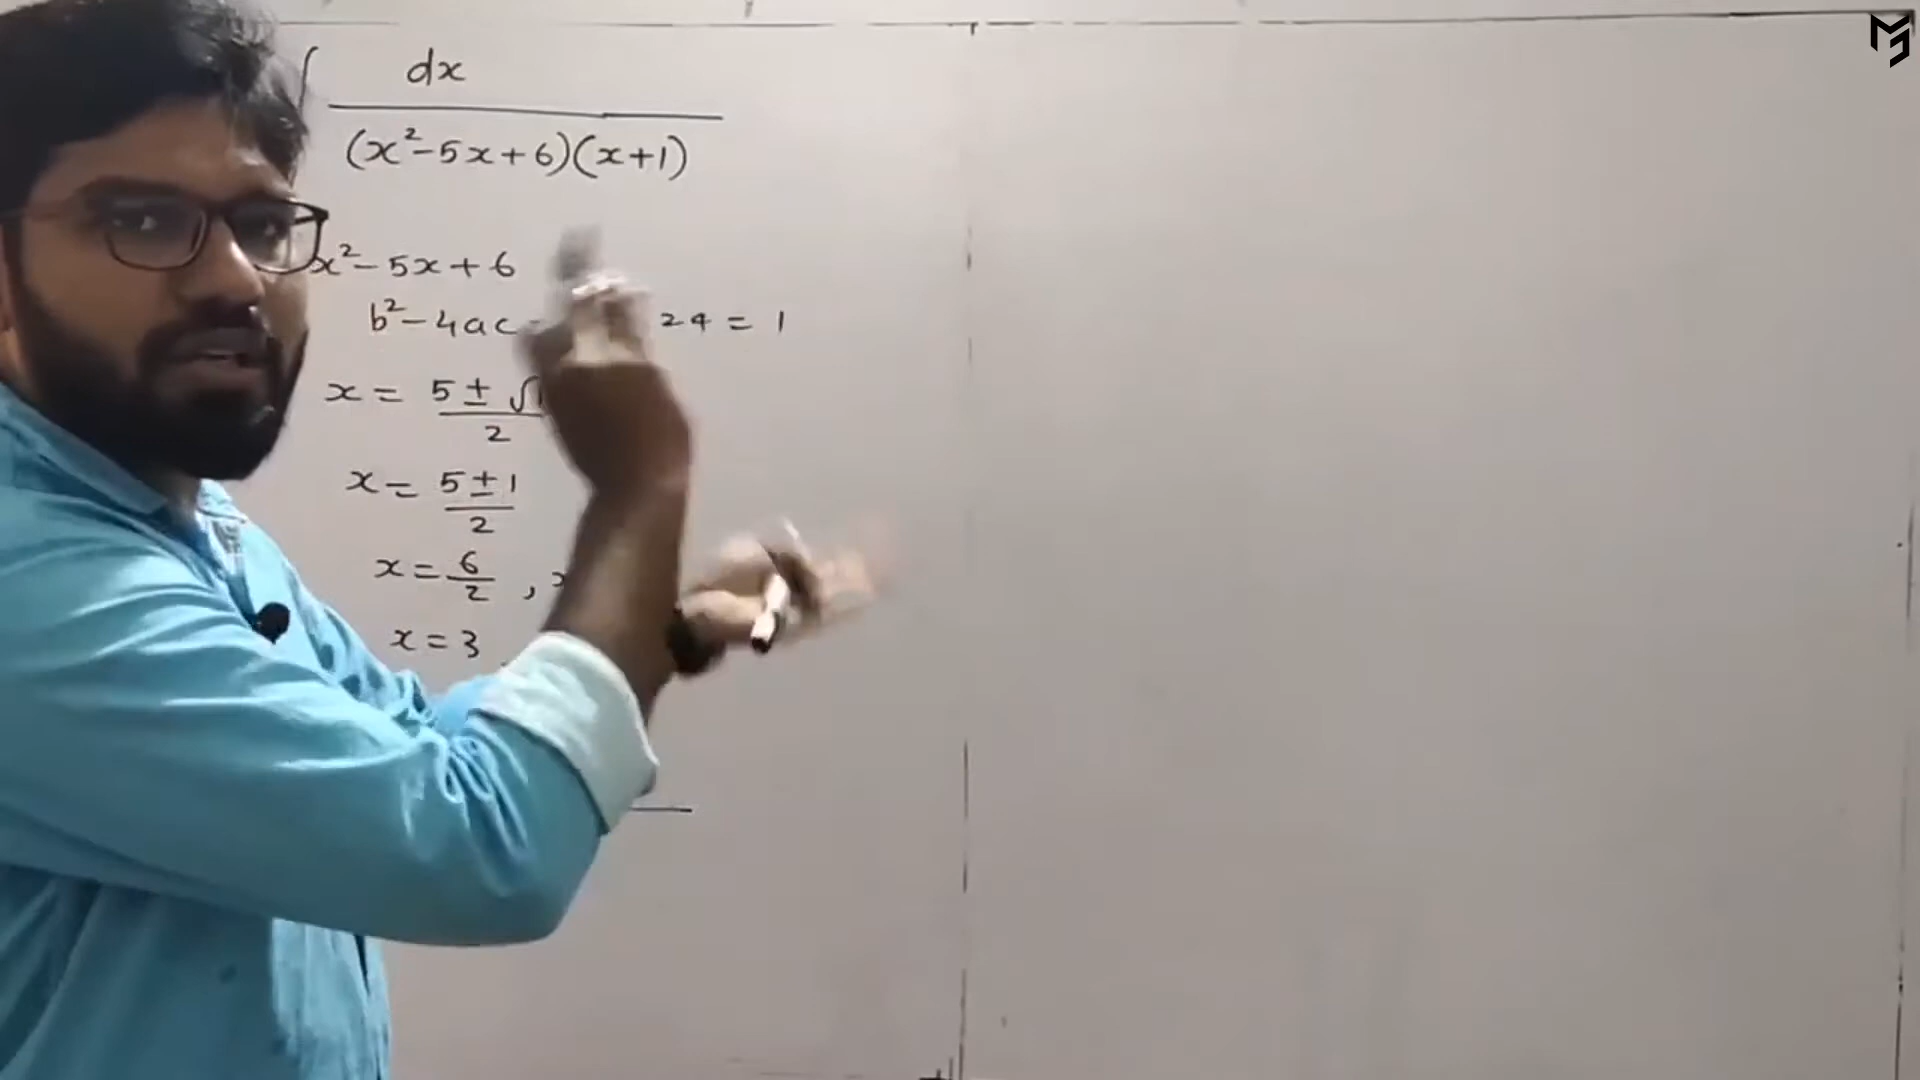 ∫ dx
(x²-5x+6)(x+1)
x²-5x+6
b²-4ac 24 = 1
x = 5±√
2
x = 5±1
2
x = 6/2 ,
x = 3